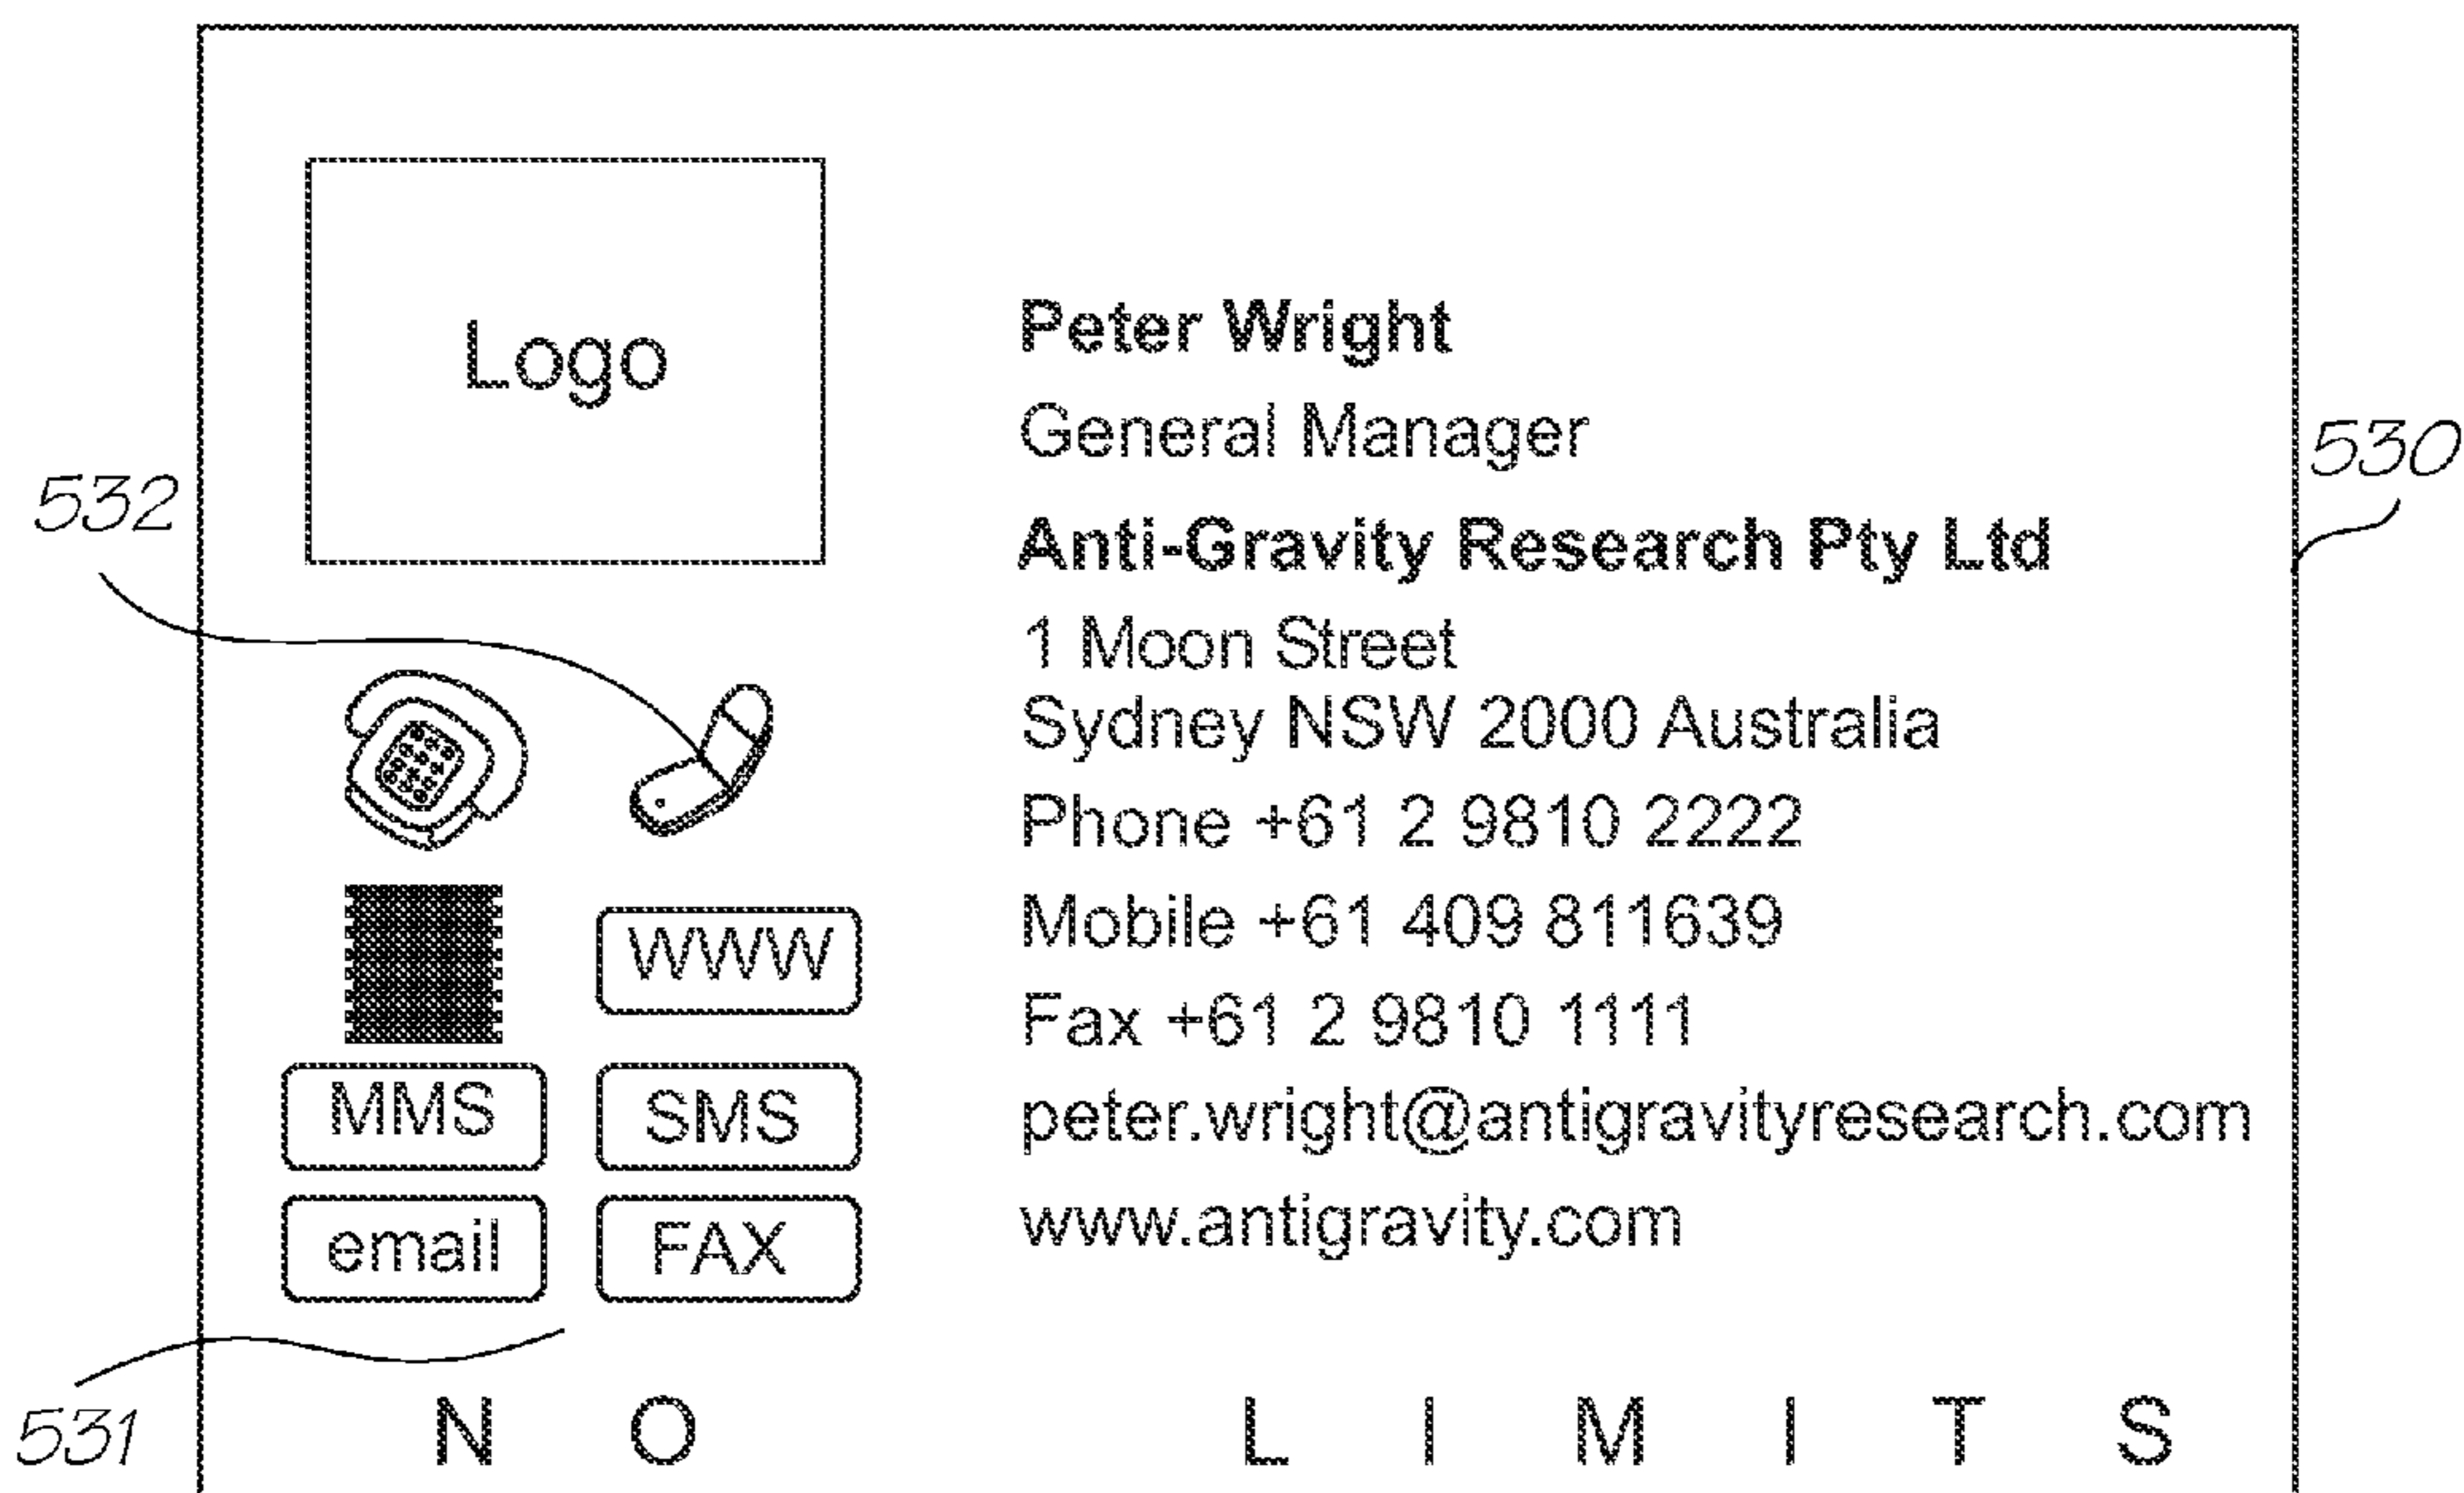 Logo
532
Peter Wright
General Manager
530
Anti-Gravity Research Pty Ltd
1 Moon Street
Sydney NSW 2000 Australia
Phone +61 2 9810 2222
Mobile +61 409 811639
Fax +61 2 9810 1111
peter.wright@antigravityresearch.com
www.antigravity.com
WWW
MMS SMS
email FAX
531
NO LIMITS